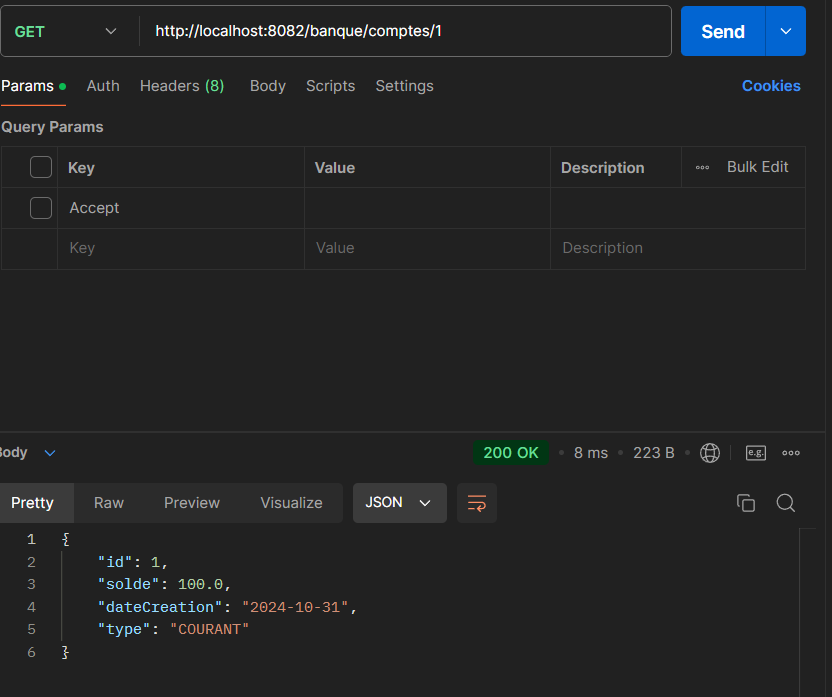 GET http://localhost:8082/banque/comptes/1 Send
Params Auth Headers (8) Body Scripts Settings Cookies
Query Params
Key Value Description Bulk Edit
Accept
Key Value Description
Body 200 OK 8 ms 223 B e.g.
Pretty Raw Preview Visualize JSON
1 {
2 "id": 1,
3 "solde": 100.0,
4 "dateCreation": "2024-10-31",
5 "type": "COURANT"
6 }